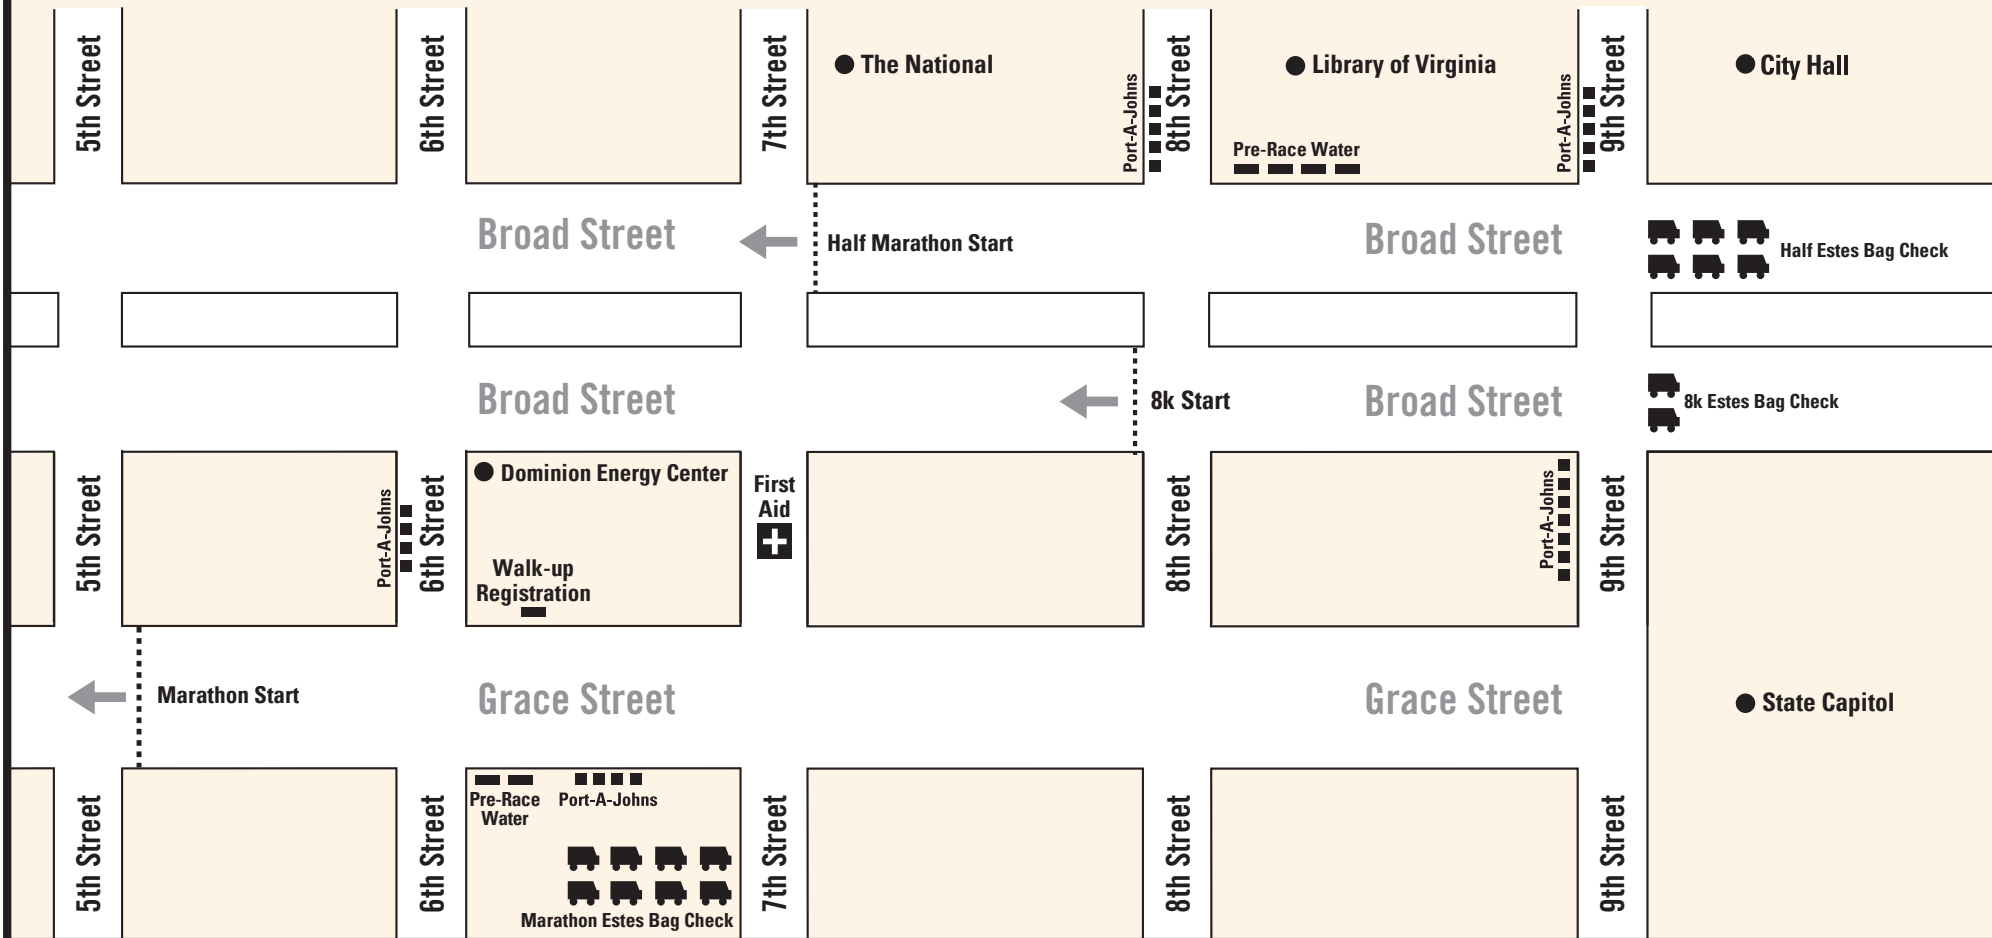 5th Street
6th Street
7th Street
The National
Port-A-Johns
8th Street
Library of Virginia
Pre-Race Water
Port-A-Johns
9th Street
City Hall
Broad Street
Half Marathon Start
Broad Street
Half Estes Bag Check
Broad Street
8k Start
Broad Street
8k Estes Bag Check
5th Street
Port-A-Johns
6th Street
Dominion Energy Center
Walk-up
Registration
First
Aid
8th Street
Port-A-Johns
9th Street
Marathon Start
Grace Street
Grace Street
State Capitol
5th Street
6th Street
Pre-Race
Water
Port-A-Johns
Marathon Estes Bag Check
7th Street
8th Street
9th Street